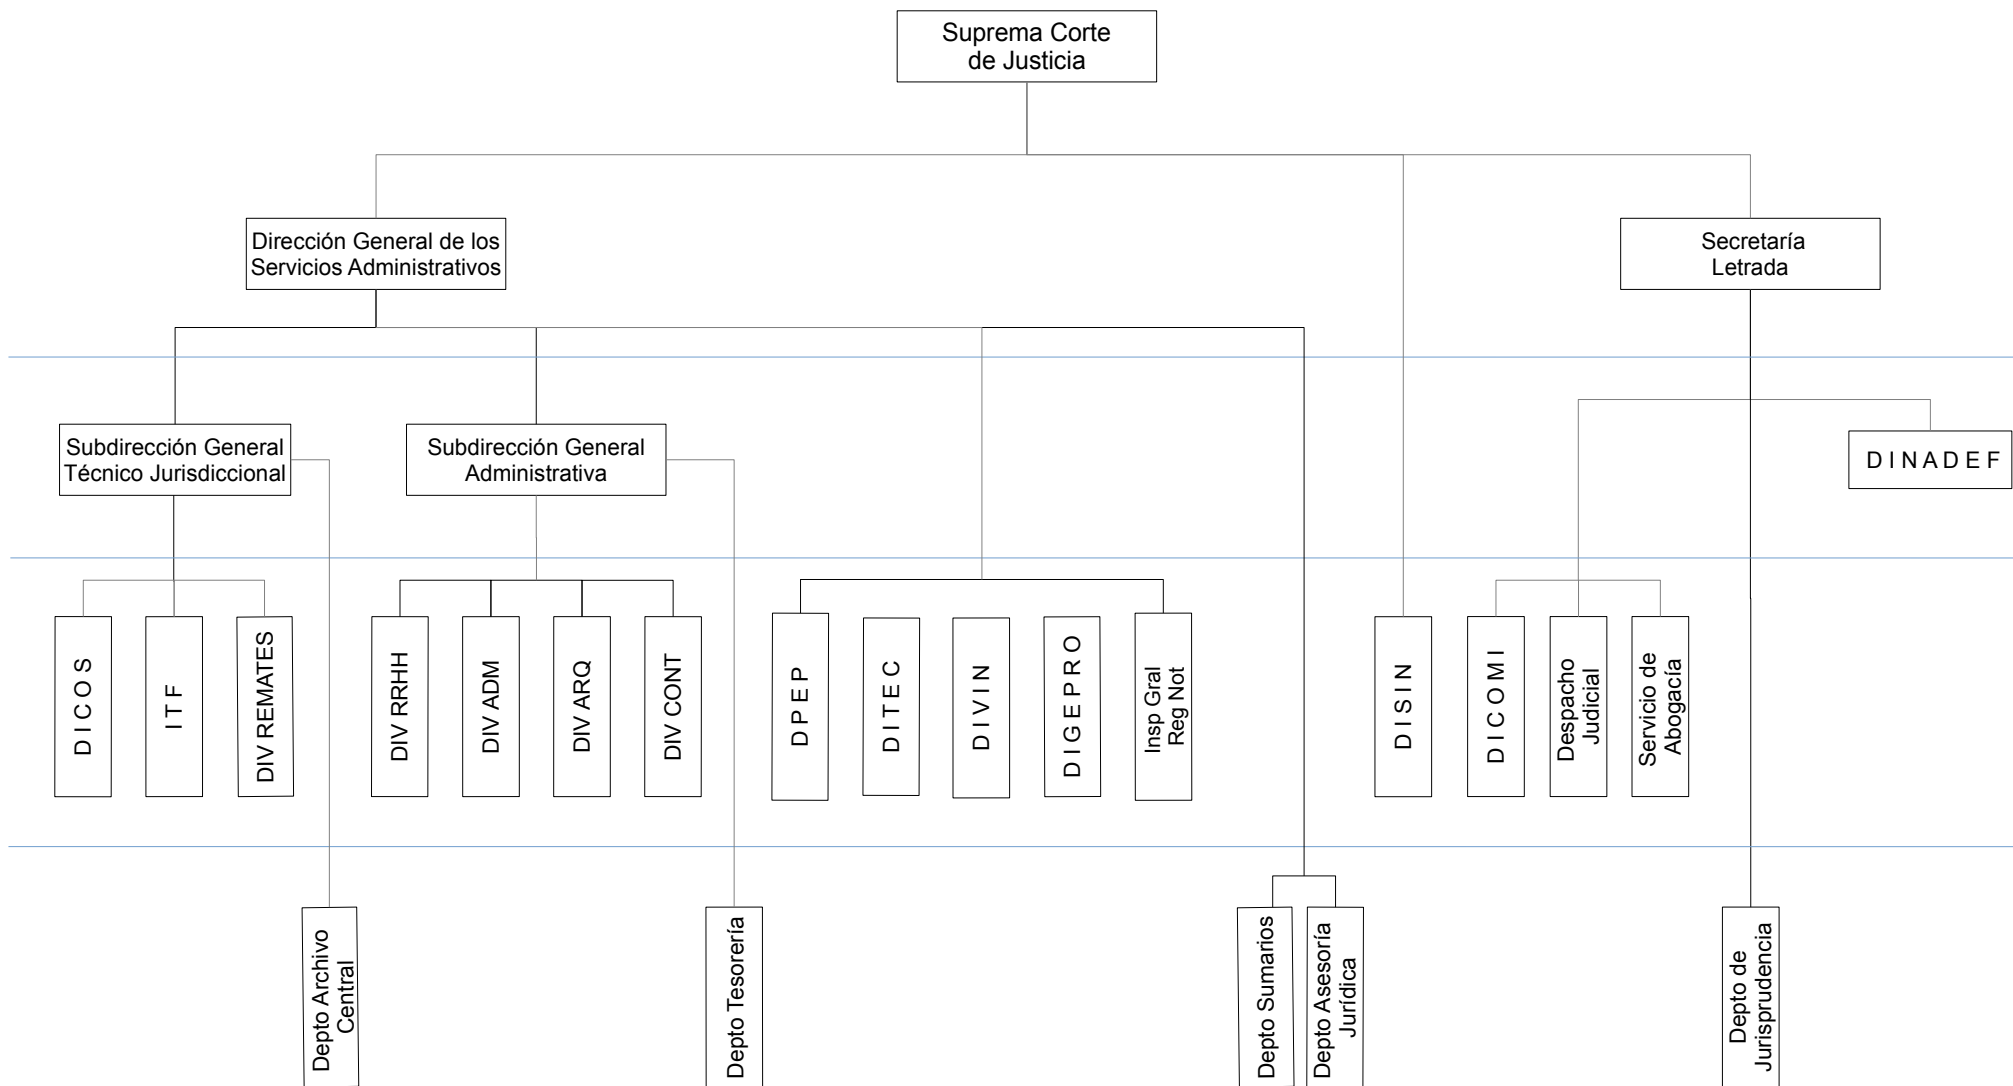 Suprema Corte
de Justicia
Dirección General de los
Servicios Administrativos
Secretaría
Letrada
Subdirección General
Técnico Jurisdiccional
Subdirección General
Administrativa
D I N A D E F
D I C O S
I T F
DIV REMATES
DIV RRHH
DIV ADM
DIV ARQ
DIV CONT
D P E P
D I T E C
D I V I N
D I G E P R O
Insp Gral
Reg Not
D I S I N
D I C O M I
Despacho
Judicial
Servicio de
Abogacía
Depto Archivo
Central
Depto Tesorería
Depto Sumarios
Depto Asesoría
Jurídica
Depto de
Jurisprudencia